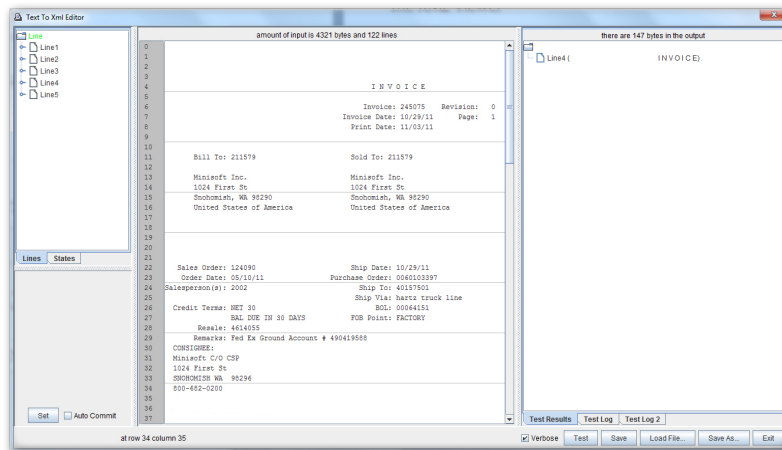 Text To Xml Editor
amount of input is 4321 bytes and 122 lines
there are 147 bytes in the output
Line
Line1
Line2
Line3
Line4
Line5
Line4 ( I N V O I C E)
0
1
2
3
4 I N V O I C E
5
6 Invoice: 245075 Revision: 0
7 Invoice Date: 10/29/11 Page: 1
8 Print Date: 11/03/11
9
10
11 Bill To: 211579 Sold To: 211579
12
13 Minisoft Inc. Minisoft Inc.
14 1024 First St 1024 First St
15 Snohomish, WA 98290 Snohomish, WA 98290
16 United States of America United States of America
17
18
19
20
21
22 Sales Order: 124090 Ship Date: 10/29/11
23 Order Date: 05/10/11 Purchase Order: 0060103397
24 Salesperson(s): 2002 Ship To: 40157501
25 Ship Via: hartz truck line
26 Credit Terms: NET 30 BOL: 00064151
27 BAL DUE IN 30 DAYS FOB Point: FACTORY
28 Resale: 4614055
29 Remarks: Fed Ex Ground Account # 490419588
30 CONSIGNEE:
31 Minisoft C/O CSP
32 1024 First St
33 SNOHOMISH WA 98296
34 800-682-0200
35
36
37
Lines States
Set Auto Commit
Test Results Test Log Test Log 2
at row 34 column 35
Verbose Test Save Load File... Save As... Exit